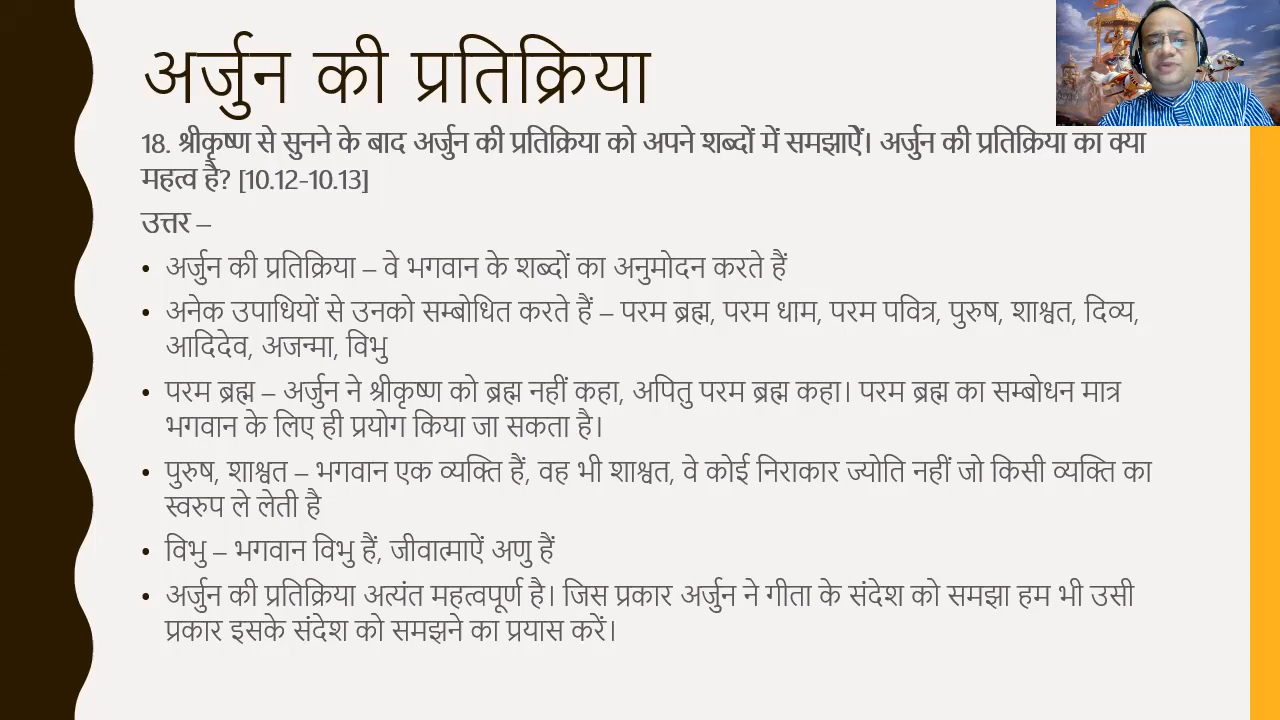 अर्जुन की प्रतिक्रिया
18. श्रीकृष्ण से सुनने के बाद अर्जुन की प्रतिक्रिया को अपने शब्दों में समझाऐं। अर्जुन की प्रतिक्रिया का क्या
महत्व है? [10.12-10.13]
उत्तर –
• अर्जुन की प्रतिक्रिया – वे भगवान के शब्दों का अनुमोदन करते हैं
• अनेक उपाधियों से उनको सम्बोधित करते हैं – परम ब्रह्म, परम धाम, परम पवित्र, पुरुष, शाश्वत, दिव्य,
आदिदेव, अजन्मा, विभु
• परम ब्रह्म – अर्जुन ने श्रीकृष्ण को ब्रह्म नहीं कहा, अपितु परम ब्रह्म कहा। परम ब्रह्म का सम्बोधन मात्र
भगवान के लिए ही प्रयोग किया जा सकता है।
• पुरुष, शाश्वत – भगवान एक व्यक्ति हैं, वह भी शाश्वत, वे कोई निराकार ज्योति नहीं जो किसी व्यक्ति का
स्वरुप ले लेती है
• विभु – भगवान विभु हैं, जीवात्माऐं अणु हैं
• अर्जुन की प्रतिक्रिया अत्यंत महत्वपूर्ण है। जिस प्रकार अर्जुन ने गीता के संदेश को समझा हम भी उसी
प्रकार इसके संदेश को समझने का प्रयास करें।